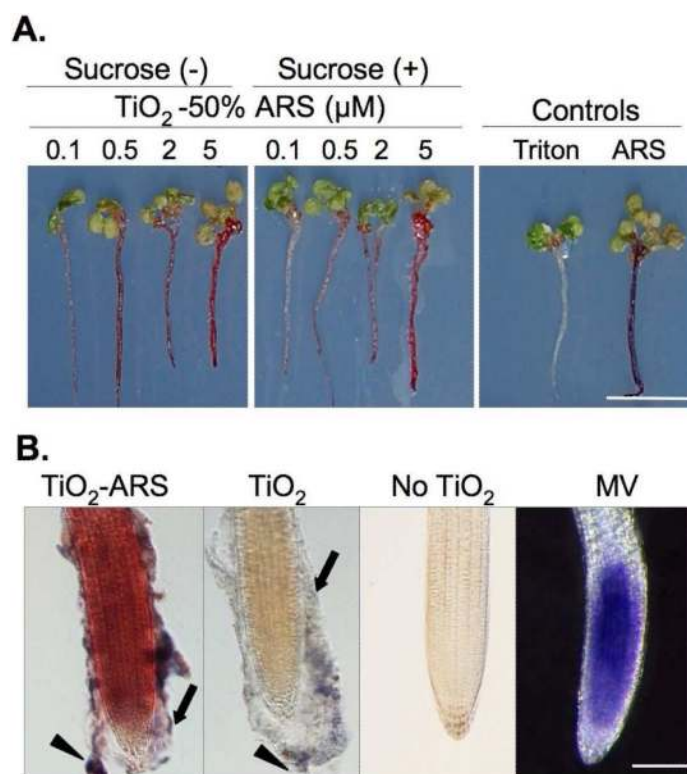 A.
Sucrose (-) Sucrose (+)
TiO₂ -50% ARS (µM) Controls
0.1 0.5 2 5 0.1 0.5 2 5 Triton ARS
B.
TiO₂-ARS TiO₂ No TiO₂ MV